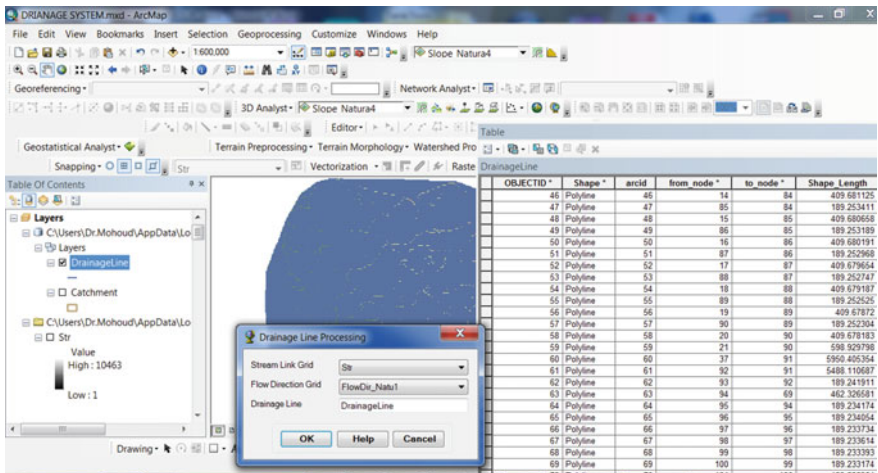 DRIANAGE SYSTEM.mxd - ArcMap
File Edit View Bookmarks Insert Selection Geoprocessing Customize Windows Help
1:600,000
Slope Natura4
Georeferencing
Network Analyst
3D Analyst Slope Natura4
Editor
Geostatistical Analyst Terrain Preprocessing Terrain Morphology Watershed Pro
Snapping Str Vectorization Raste
Table Of Contents
Layers
C:\Users\Dr.Mohoud\AppData\Lo
Layers
DrainageLine
Catchment
C:\Users\Dr.Mohoud\AppData\Lo
Str
Value
High : 10463
Low : 1
Drawing
Drainage Line Processing
Stream Link Grid Str
Flow Direction Grid FlowDir_Natu1
Drainage Line DrainageLine
OK Help Cancel
Table
DrainageLine
OBJECTID * Shape * arcid from_node * to_node * Shape_Length
46 Polyline 46 14 84 409.681125
47 Polyline 47 85 84 189.253411
48 Polyline 48 15 85 409.680658
49 Polyline 49 86 85 189.253189
50 Polyline 50 16 86 409.680191
51 Polyline 51 87 86 189.252968
52 Polyline 52 17 87 409.679654
53 Polyline 53 88 87 189.252747
54 Polyline 54 18 88 409.679187
55 Polyline 55 89 88 189.252525
56 Polyline 56 19 89 409.67872
57 Polyline 57 90 89 189.252304
58 Polyline 58 20 90 409.678183
59 Polyline 59 21 90 598.929798
60 Polyline 60 37 91 5950.405354
61 Polyline 61 92 91 5488.110687
62 Polyline 62 93 92 189.241911
63 Polyline 63 94 69 462.326581
64 Polyline 64 95 94 189.234174
65 Polyline 65 96 95 189.234054
66 Polyline 66 97 96 189.233734
67 Polyline 67 98 97 189.233614
68 Polyline 68 99 98 189.233393
69 Polyline 69 100 99 189.233174